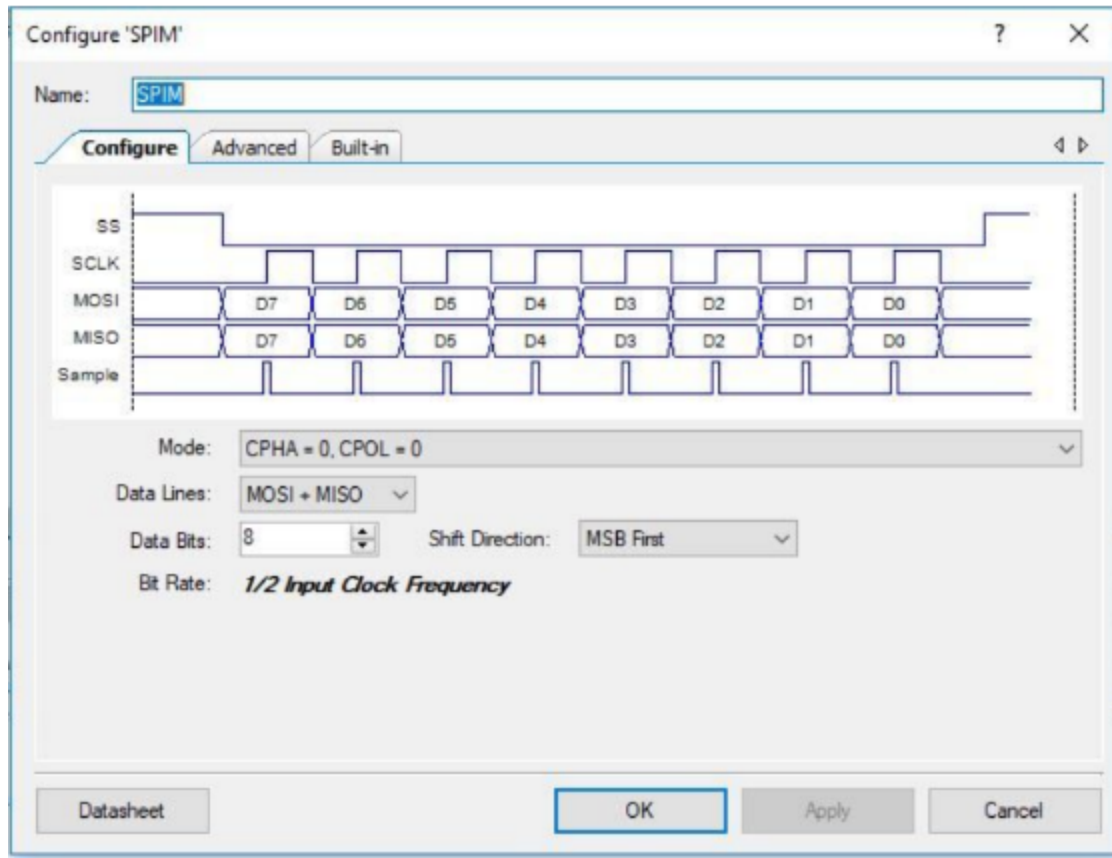 Configure 'SPIM'
?
Name: SPIM
Configure Advanced Built-in
SS
SCLK
MOSI D7 D6 D5 D4 D3 D2 D1 D0
MISO D7 D6 D5 D4 D3 D2 D1 D0
Sample
Mode: CPHA = 0, CPOL = 0
Data Lines: MOSI + MISO
Data Bits: 8 Shift Direction: MSB First
Bit Rate: 1/2 Input Clock Frequency
Datasheet OK Apply Cancel